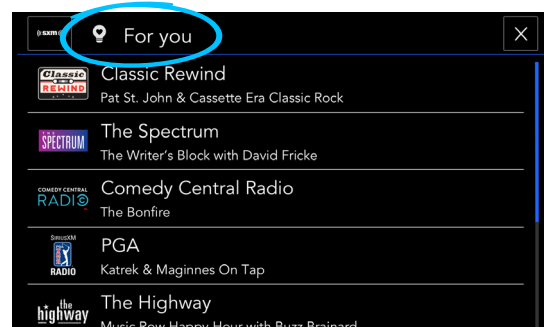 ((sxm))
For you
X
Classic
REWIND
Classic Rewind
Pat St. John & Cassette Era Classic Rock
THE
SPECTRUM
The Spectrum
The Writer's Block with David Fricke
COMEDY CENTRAL
RADIO
Comedy Central Radio
The Bonfire
SiriusXM
PGA TOUR
RADIO
PGA
Katrek & Maginnes On Tap
the
highway
The Highway
Music Row Happy Hour with Buzz Brainard